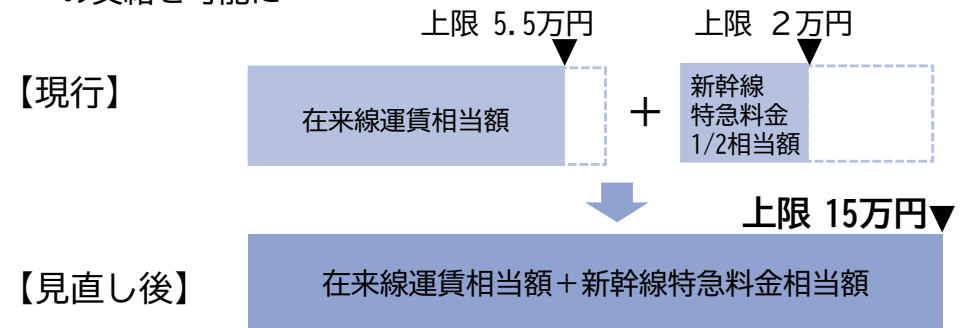 上限 5.5万円
上限 2万円
【現行】
在来線運賃相当額
＋
新幹線
特急料金
1/2相当額
上限 15万円
【見直し後】
在来線運賃相当額＋新幹線特急料金相当額